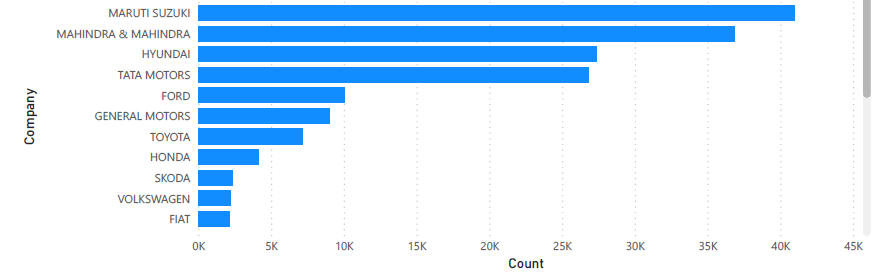 MARUTI SUZUKI
MAHINDRA & MAHINDRA
HYUNDAI
TATA MOTORS
FORD
GENERAL MOTORS
TOYOTA
HONDA
SKODA
VOLKSWAGEN
FIAT
Company
0K 5K 10K 15K 20K 25K 30K 35K 40K 45K
Count